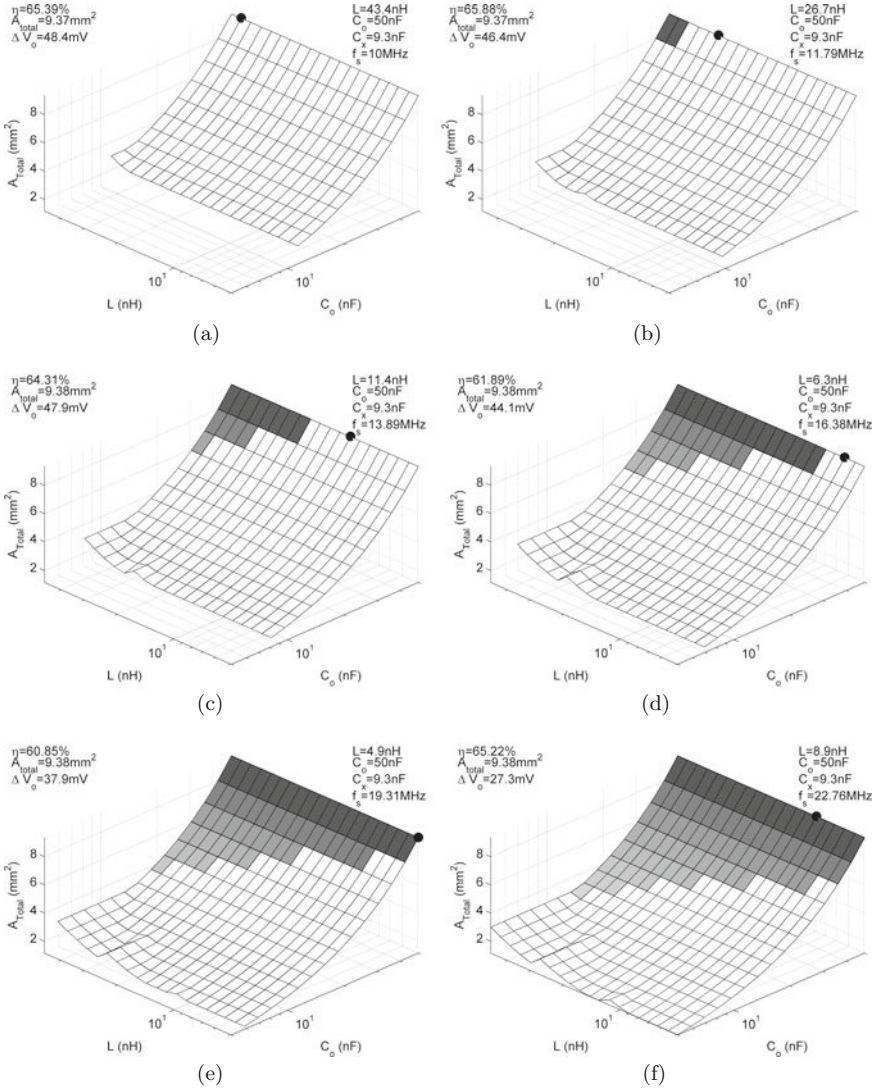 η=65.39%
A_total=9.37mm²
Δ V_o=48.4mV
L=43.4nH
C_o=50nF
C_x=9.3nF
f_s=10MHz
8
6
4
2
A_Total (mm²)
10¹
10¹
L (nH)
C_o (nF)
(a)
η=65.88%
A_total=9.37mm²
Δ V_o=46.4mV
L=26.7nH
C_o=50nF
C_x=9.3nF
f_s=11.79MHz
8
6
4
2
A_Total (mm²)
10¹
10¹
L (nH)
C_o (nF)
(b)
η=64.31%
A_total=9.38mm²
Δ V_o=47.9mV
L=11.4nH
C_o=50nF
C_x=9.3nF
f_s=13.89MHz
8
6
4
2
A_Total (mm²)
10¹
10¹
L (nH)
C_o (nF)
(c)
η=61.89%
A_total=9.38mm²
Δ V_o=44.1mV
L=6.3nH
C_o=50nF
C_x=9.3nF
f_s=16.38MHz
8
6
4
2
A_Total (mm²)
10¹
10¹
L (nH)
C_o (nF)
(d)
η=60.85%
A_total=9.38mm²
Δ V_o=37.9mV
L=4.9nH
C_o=50nF
C_x=9.3nF
f_s=19.31MHz
8
6
4
2
A_Total (mm²)
10¹
10¹
L (nH)
C_o (nF)
(e)
η=65.22%
A_total=9.38mm²
Δ V_o=27.3mV
L=8.9nH
C_o=50nF
C_x=9.3nF
f_s=22.76MHz
8
6
4
2
A_Total (mm²)
10¹
10¹
L (nH)
C_o (nF)
(f)